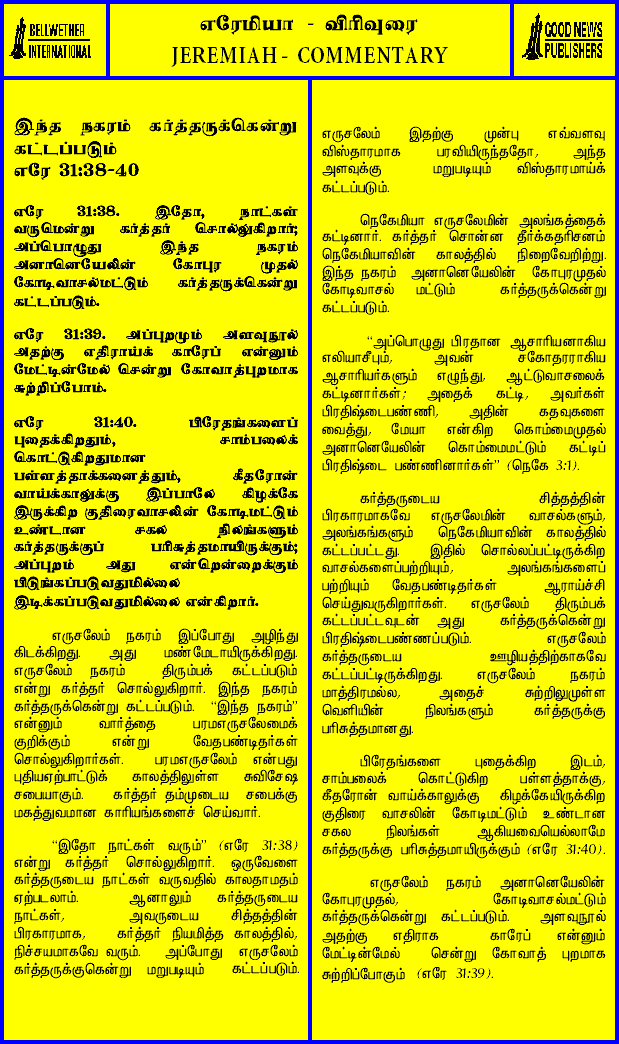 BELLWETHER
INTERNATIONAL
எரேமியா - விரிவுரை
JEREMIAH - COMMENTARY
GOOD NEWS
PUBLISHERS
இந்த நகரம் கர்த்தருக்கென்று
கட்டப்படும்
எரே 31:38-40
எரே 31:38. இதோ, நாட்கள்
வருமென்று கர்த்தர் சொல்லுகிறார்;
அப்பொழுது இந்த நகரம்
அனானெயேலின் கோபுர முதல்
கோடிவாசல்மட்டும் கர்த்தருக்கென்று
கட்டப்படும்.
எரே 31:39. அப்புறமும் அளவுநூல்
அதற்கு எதிராய்க் காரேப் என்னும்
மேட்டின்மேல் சென்று கோவாத்புறமாக
சுற்றிப்போம்.
எரே 31:40. பிரேதங்களைப்
புதைக்கிறதும், சாம்பலைக்
கொட்டுகிறதுமான
பள்ளத்தாக்கனைத்தும், கீதரோன்
வாய்க்காலுக்கு இப்பாலே கிழக்கே
இருக்கிற குதிரைவாசலின் கோடிமட்டும்
உண்டான சகல நிலங்களும்
கர்த்தருக்குப் பரிசுத்தமாயிருக்கும்;
அப்புறம் அது என்றென்றைக்கும்
பிடுங்கப்படுவதுமில்லை
இடிக்கப்படுவதுமில்லை என்கிறார்.
எருசலேம் நகரம் இப்போது அழிந்து
கிடக்கிறது. அது மண்மேடாயிருக்கிறது.
எருசலேம் நகரம் திரும்பக் கட்டப்படும்
என்று கர்த்தர் சொல்லுகிறார். இந்த நகரம்
கர்த்தருக்கென்று கட்டப்படும். “இந்த நகரம்”
என்னும் வார்த்தை பரமஎருசலேமைக்
குறிக்கும் என்று வேதபண்டிதர்கள்
சொல்லுகிறார்கள். பரமஎருசலேம் என்பது
புதியஏற்பாட்டுக் காலத்திலுள்ள சுவிசேஷ
சபையாகும். கர்த்தர் தம்முடைய சபைக்கு
மகத்துவமான காரியங்களைச் செய்வார்.
“இதோ நாட்கள் வரும்” (எரே 31:38)
என்று கர்த்தர் சொல்லுகிறார். ஒருவேளை
கர்த்தருடைய நாட்கள் வருவதில் காலதாமதம்
ஏற்படலாம். ஆனாலும் கர்த்தருடைய
நாட்கள், அவருடைய சித்தத்தின்
பிரகாரமாக, கர்த்தர் நியமித்த காலத்தில்,
நிச்சயமாகவே வரும். அப்போது எருசலேம்
கர்த்தருக்குகென்று மறுபடியும் கட்டப்படும்.
எருசலேம் இதற்கு முன்பு எவ்வளவு
விஸ்தாரமாக பரவியிருந்ததோ, அந்த
அளவுக்கு மறுபடியும் விஸ்தாரமாய்க்
கட்டப்படும்.
நெகேமியா எருசலேமின் அலங்கத்தைக்
கட்டினார். கர்த்தர் சொன்ன தீர்க்கதரிசனம்
நெகேமியாவின் காலத்தில் நிறைவேறிற்று.
இந்த நகரம் அனானெயேலின் கோபுரமுதல்
கோடிவாசல் மட்டும் கர்த்தருக்கென்று
கட்டப்படும்.
“அப்பொழுது பிரதான ஆசாரியனாகிய
எலியாசீபும், அவன் சகோதரராகிய
ஆசாரியர்களும் எழுந்து, ஆட்டுவாசலைக்
கட்டினார்கள்; அதைக் கட்டி, அவர்கள்
பிரதிஷ்டைபண்ணி, அதின் கதவுகளை
வைத்து, மேயா என்கிற கொம்மைமுதல்
அனானெயேலின் கொம்மைமட்டும் கட்டிப்
பிரதிஷ்டை பண்ணினார்கள்” (நெகே 3:1).
கர்த்தருடைய சித்தத்தின்
பிரகாரமாகவே எருசலேமின் வாசல்களும்,
அலங்கங்களும் நெகேமியாவின் காலத்தில்
கட்டப்பட்டது. இதில் சொல்லப்பட்டிருக்கிற
வாசல்களைப்பற்றியும், அலங்கங்களைப்
பற்றியும் வேதபண்டிதர்கள் ஆராய்ச்சி
செய்துவருகிறார்கள். எருசலேம் திரும்பக்
கட்டப்பட்டவுடன் அது கர்த்தருக்கென்று
பிரதிஷ்டைபண்ணப்படும். எருசலேம்
கர்த்தருடைய ஊழியத்திற்காகவே
கட்டப்பட்டிருக்கிறது. எருசலேம் நகரம்
மாத்திரமல்ல, அதைச் சுற்றிலுமுள்ள
வெளியின் நிலங்களும் கர்த்தருக்கு
பரிசுத்தமானது.
பிரேதங்களை புதைக்கிற இடம்,
சாம்பலைக் கொட்டுகிற பள்ளத்தாக்கு,
கீதரோன் வாய்க்காலுக்கு கிழக்கேயிருக்கிற
குதிரை வாசலின் கோடிமட்டும் உண்டான
சகல நிலங்கள் ஆகியவையெல்லாமே
கர்த்தருக்கு பரிசுத்தமாயிருக்கும் (எரே 31:40).
எருசலேம் நகரம் அனானெயேலின்
கோபுரமுதல், கோடிவாசல்மட்டும்
கர்த்தருக்கென்று கட்டப்படும். அளவுநூல்
அதற்கு எதிராக காரேப் என்னும்
மேட்டின்மேல் சென்று கோவாத் புறமாக
சுற்றிப்போகும் (எரே 31:39).